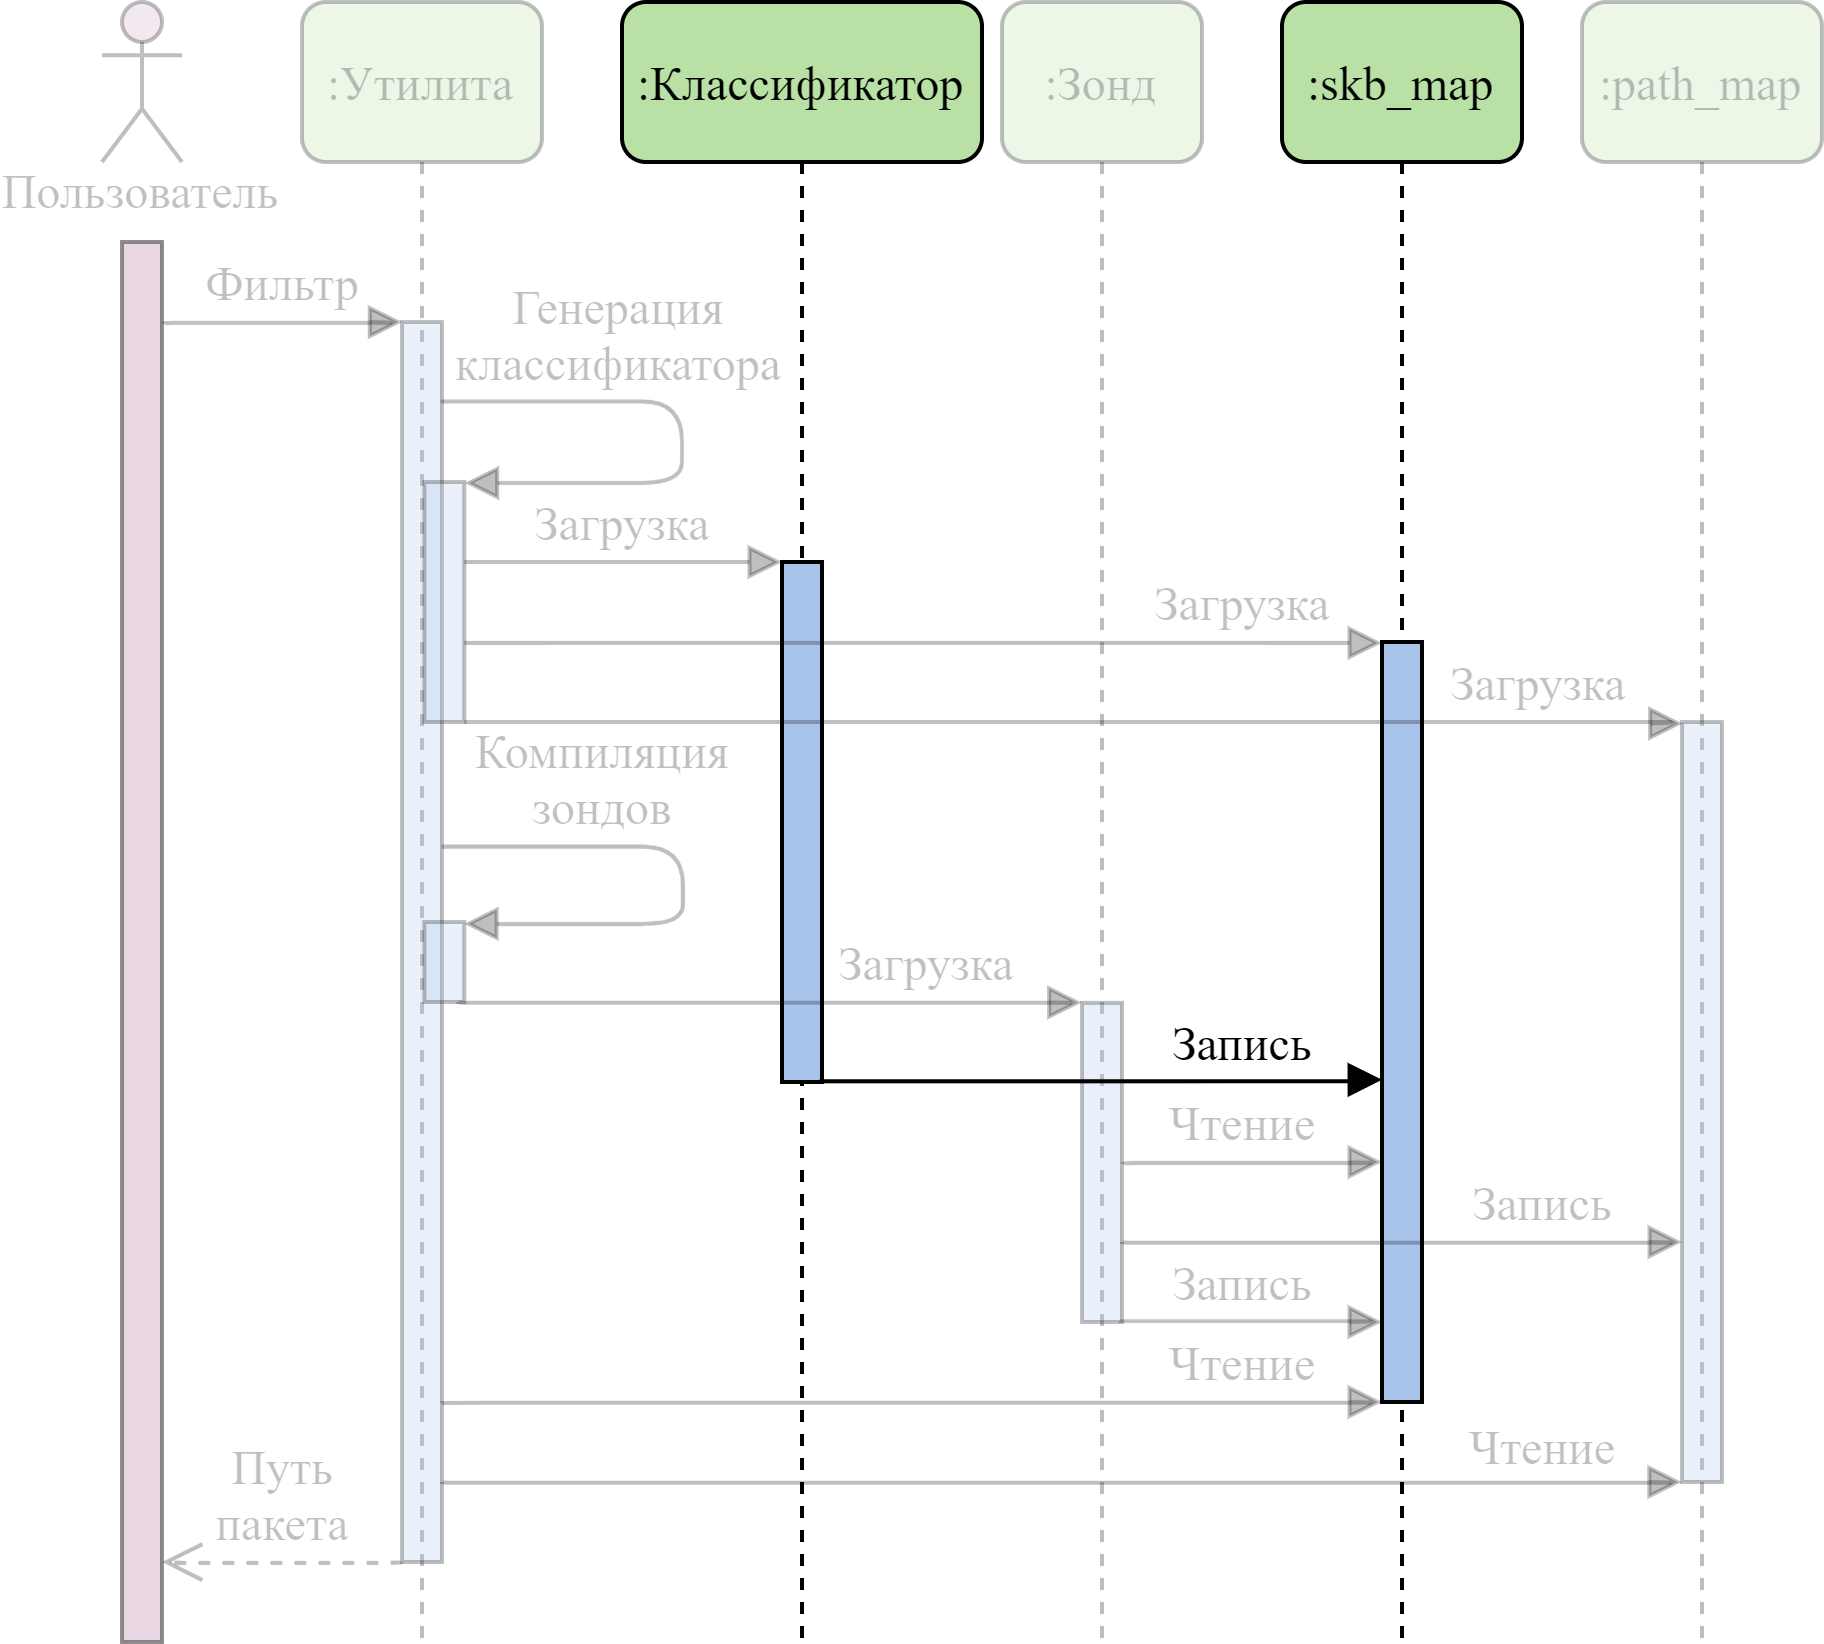 :Утилита
:Классификатор
:Зонд
:skb_map
:path_map
Пользователь
Фильтр
Генерация
классификатора
Загрузка
Загрузка
Загрузка
Компиляция
зондов
Загрузка
Запись
Чтение
Запись
Запись
Чтение
Чтение
Путь
пакета